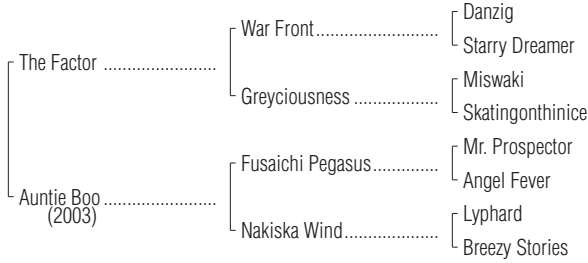 Danzig
War Front........................
Starry Dreamer
The Factor ......................
Miswaki
Greyciousness .................
Skatingonthinice
Mr. Prospector
Fusaichi Pegasus.............
Angel Fever
Auntie Boo ......................
(2003)
Lyphard
Nakiska Wind..................
Breezy Stories